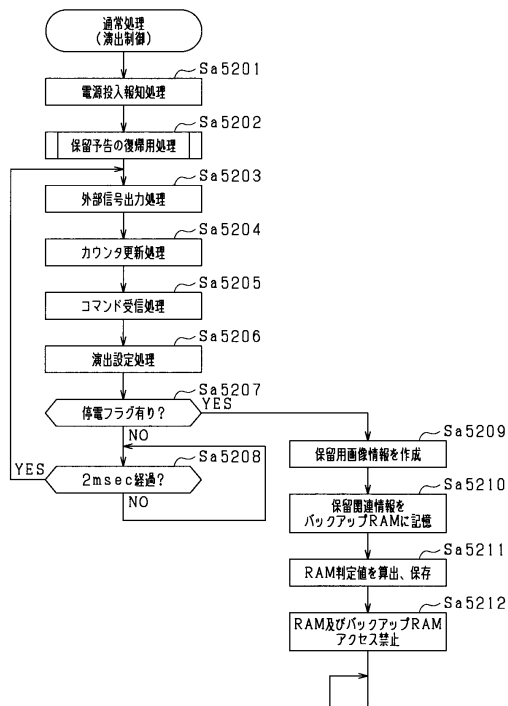 通常処理
(演出制御)
Sa5201
電源投入報知処理
Sa5202
保留予告の復帰用処理
Sa5203
外部信号出力処理
Sa5204
カウンタ更新処理
Sa5205
コマンド受信処理
Sa5206
演出設定処理
Sa5207
停電フラグ有り?
YES
NO
Sa5208
YES
2msec経過?
NO
Sa5209
保留用画像情報を作成
Sa5210
保留関連情報を
バックアップRAMに記憶
Sa5211
RAM判定値を算出、保存
Sa5212
RAM及びバックアップRAM
アクセス禁止